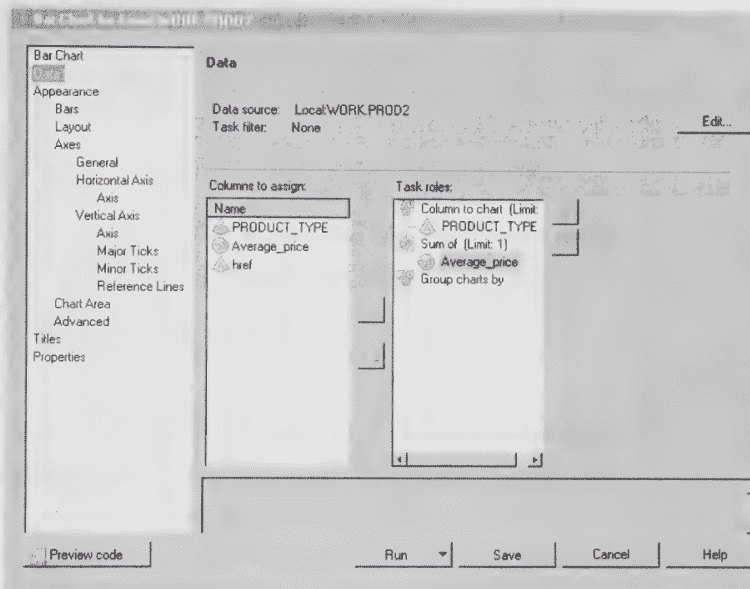 Bar Chart
Data
Appearance
Bars
Layout
Axes
General
Horizontal Axis
Axis
Vertical Axis
Axis
Major Ticks
Minor Ticks
Reference Lines
Chart Area
Advanced
Titles
Properties
Data
Data source: Local:WORK.PROD2
Task filter: None
Edit...
Columns to assign:
Name
PRODUCT_TYPE
Average_price
href
Task roles:
Column to chart (Limit:
PRODUCT_TYPE
Sum of (Limit: 1)
Average_price
Group charts by
Preview code
Run
Save
Cancel
Help